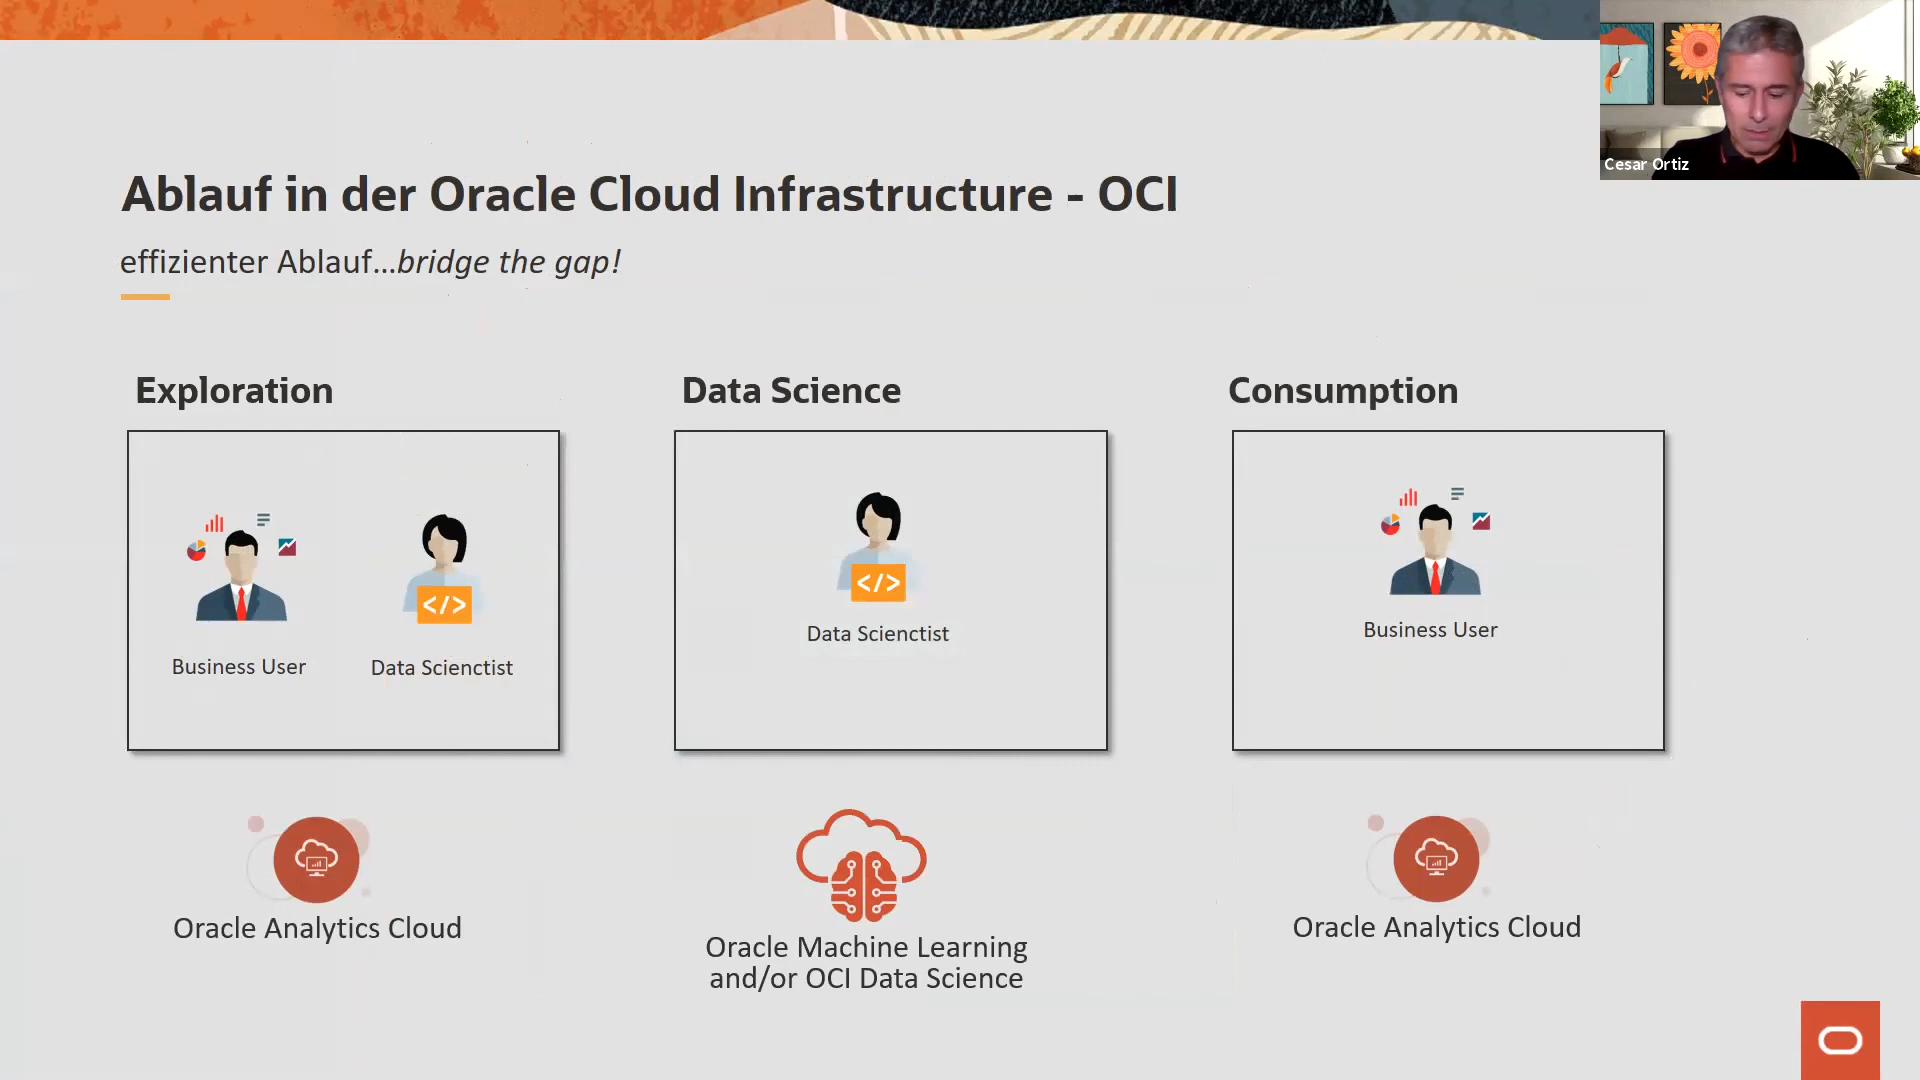 Cesar Ortiz
Ablauf in der Oracle Cloud Infrastructure - OCI
effizienter Ablauf...bridge the gap!
Exploration
Business User
</>
Data Scienctist
Oracle Analytics Cloud
Data Science
</>
Data Scienctist
Oracle Machine Learning
and/or OCI Data Science
Consumption
Business User
Oracle Analytics Cloud